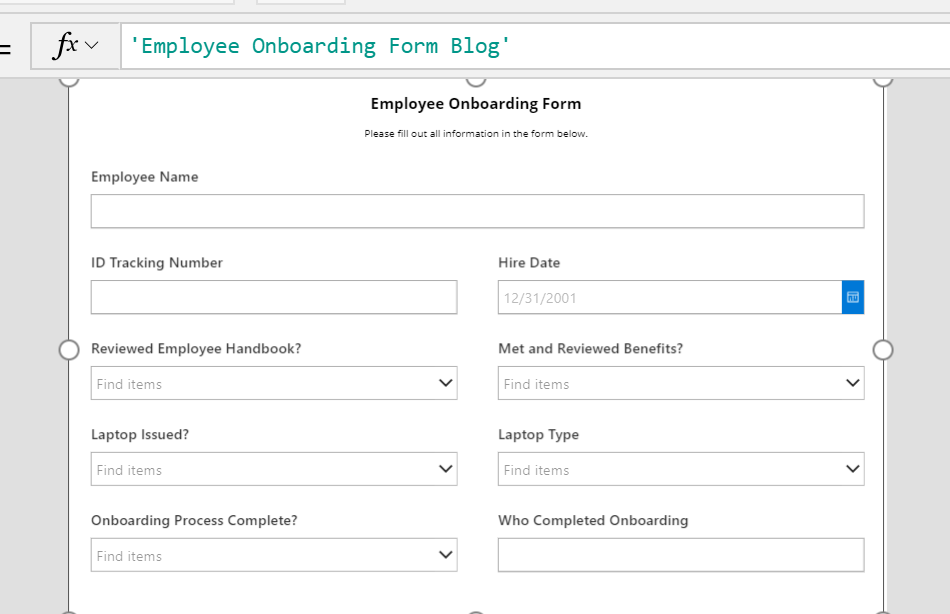 = fx 'Employee Onboarding Form Blog'
Employee Onboarding Form
Please fill out all information in the form below.
Employee Name
ID Tracking Number Hire Date
12/31/2001
Reviewed Employee Handbook? Met and Reviewed Benefits?
Find items Find items
Laptop Issued? Laptop Type
Find items Find items
Onboarding Process Complete? Who Completed Onboarding
Find items